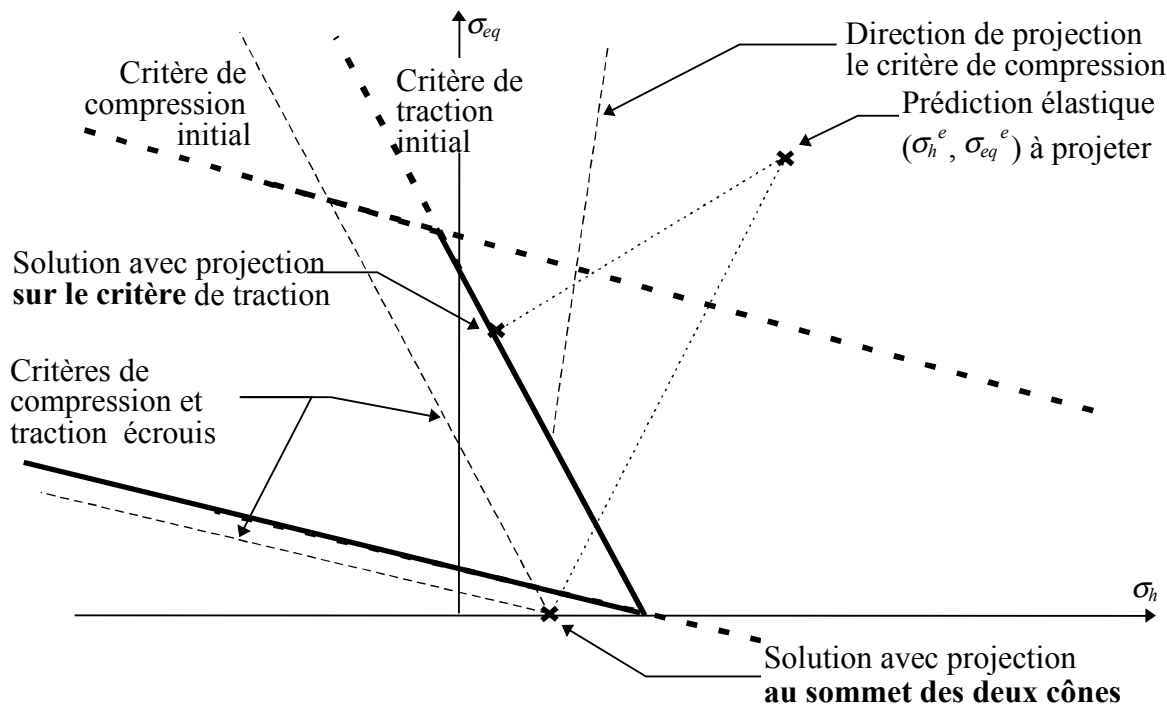 σeq
Direction de projection
le critère de compression
Critère de
compression
initial
Critère de
traction
initial
Prédiction élastique
(σh^e, σeq^e) à projeter
Solution avec projection
sur le critère de traction
Critères de
compression et
traction écrouis
σh
Solution avec projection
au sommet des deux cônes